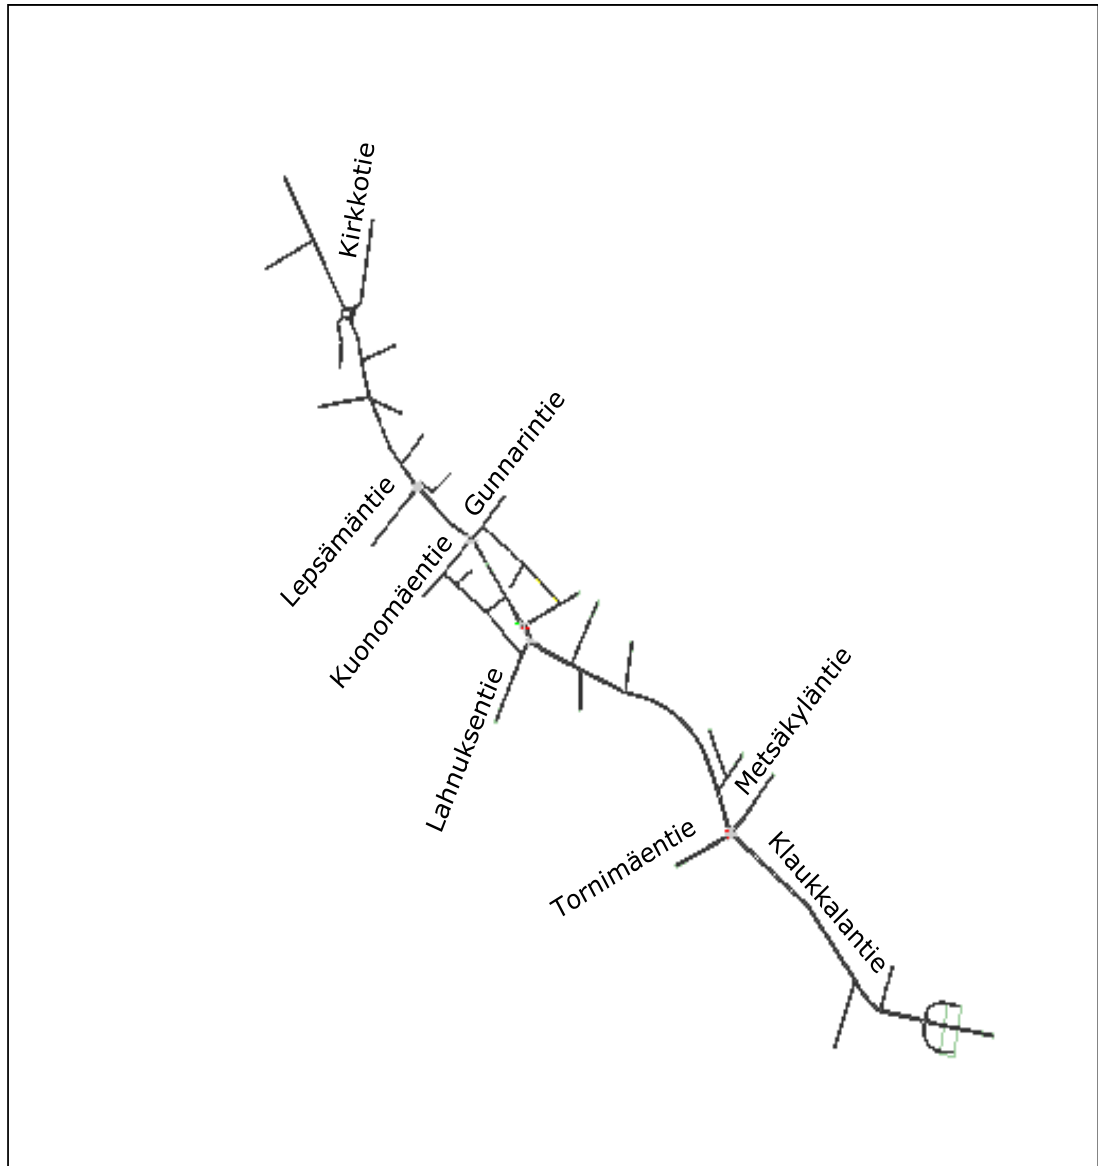 Kirkkotie
Gunnarintie
Lepsämäntie
Kuonomäentie
Lahnuksentie
Metsäkyläntie
Tornimäentie
Klaukkalantie